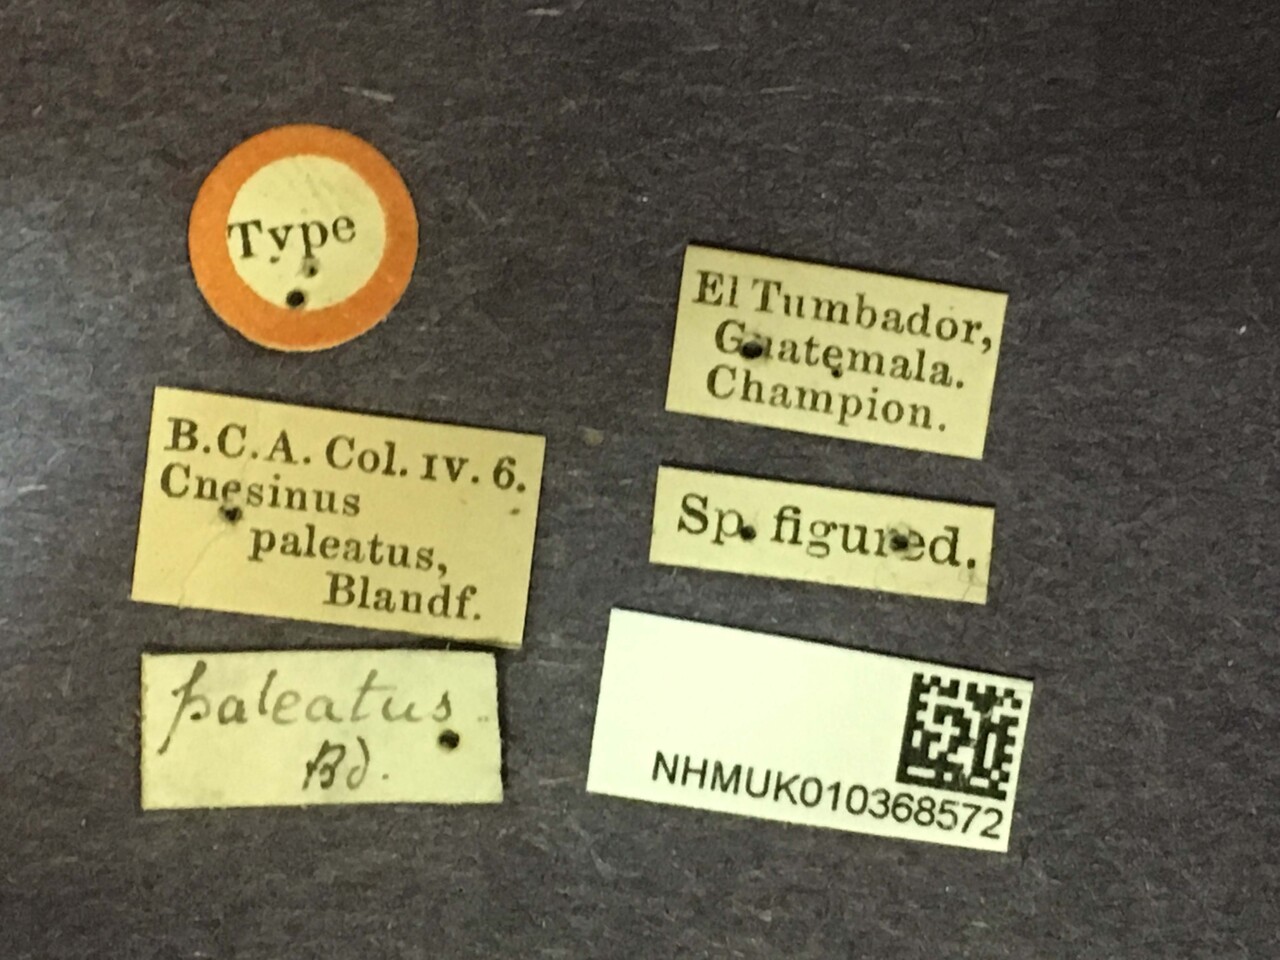 Type
B.C.A. Col. IV. 6.
Cnesinus
paleatus,
Blandf.
paleatus
Bd.
El Tumbador,
Guatemala.
Champion.
Sp. figured.
NHMUK010368572